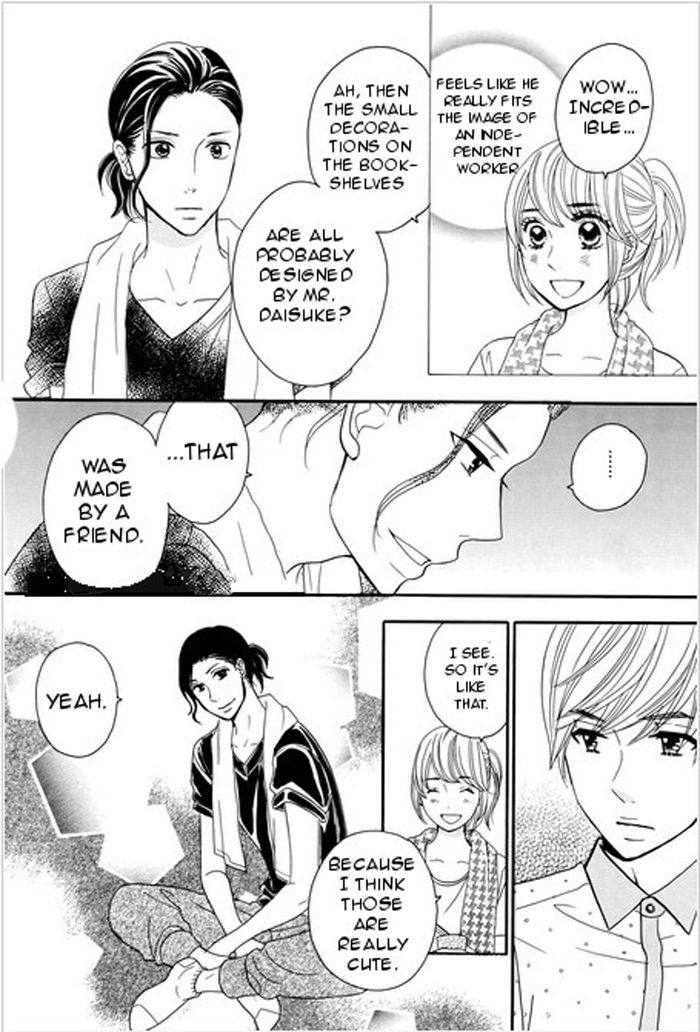 WOW...
INCRED-
IBLE...
FEELS LIKE HE
REALLY FITS
THE IMAGE OF
AN INDE-
PENDENT
WORKER
AH, THEN
THE SMALL
DECORA-
TIONS ON
THE BOOK-
SHELVES
ARE ALL
PROBABLY
DESIGNED
BY MR.
DAISUKE?
........
...THAT
WAS
MADE
BY A
FRIEND.
I SEE.
SO IT'S
LIKE
THAT.
BECAUSE
I THINK
THOSE
ARE
REALLY
CUTE.
YEAH.